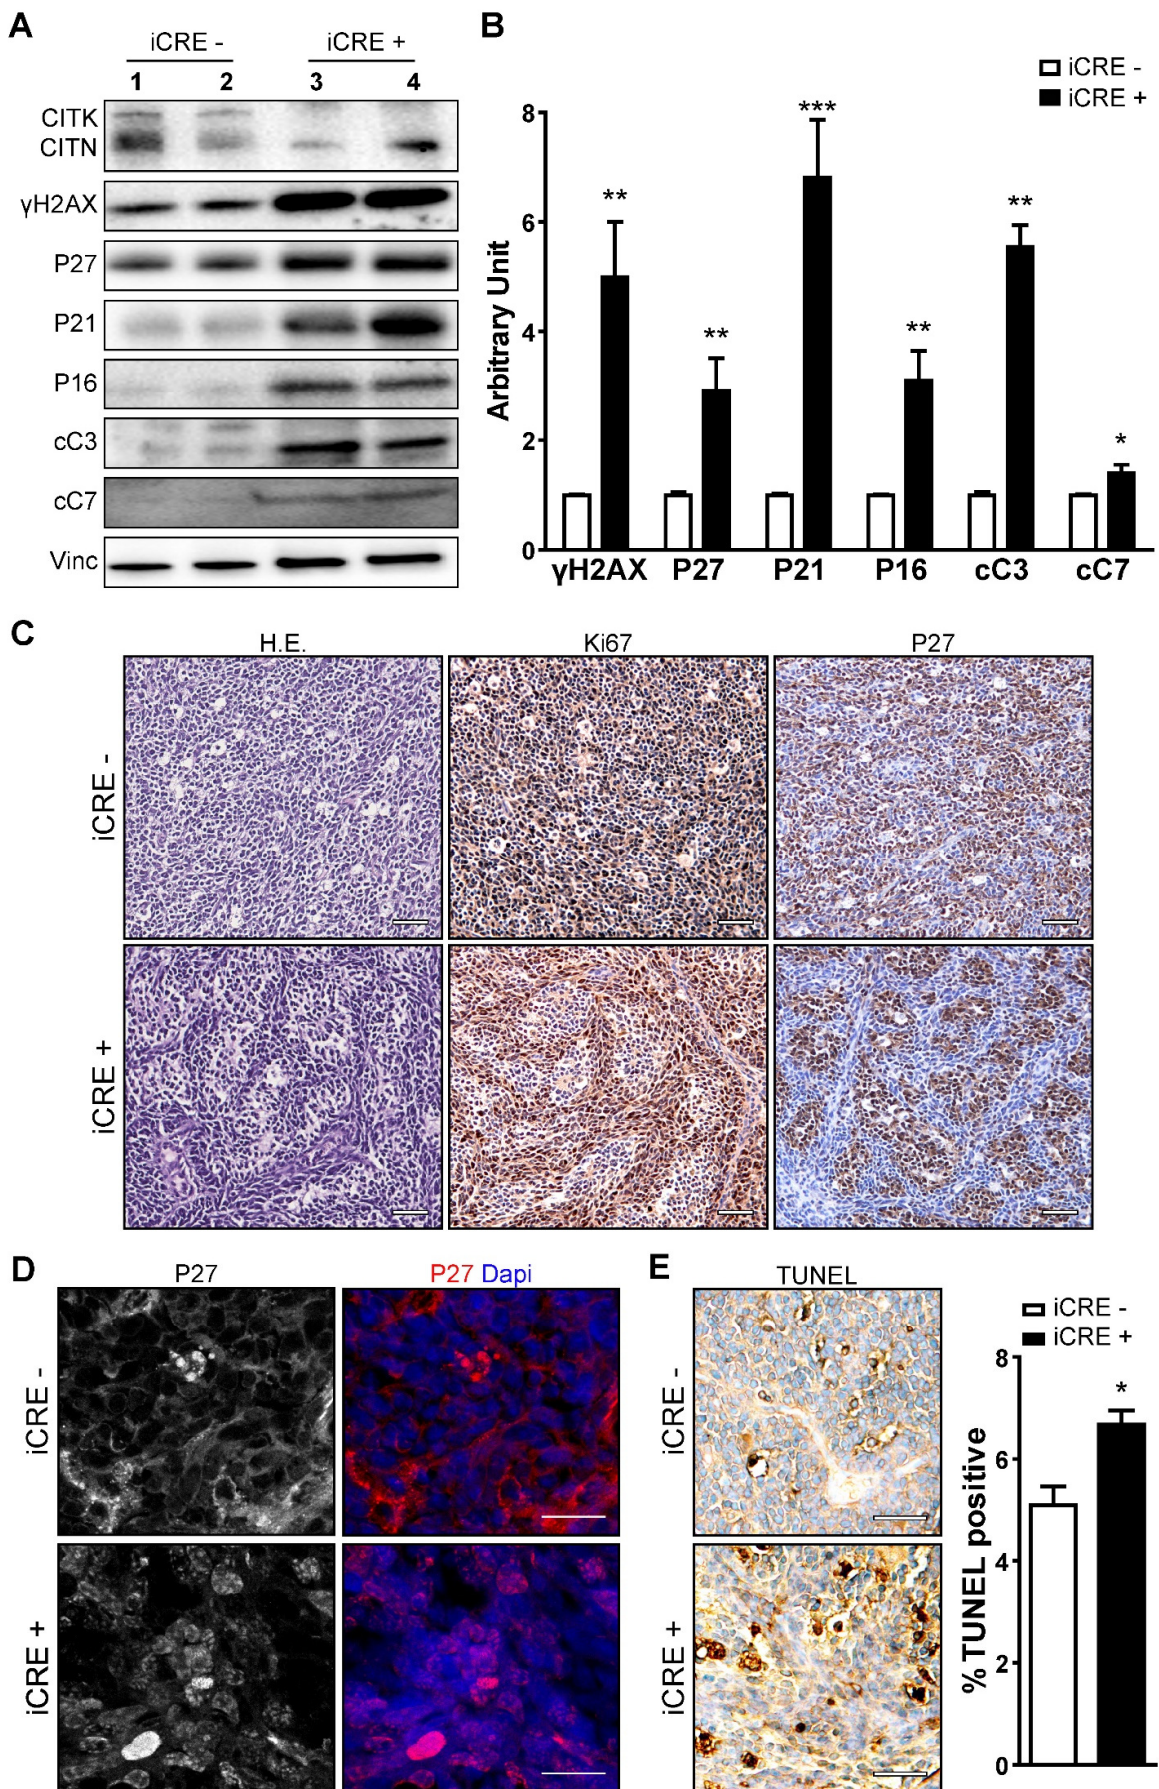 A
iCRE -
iCRE +
1
2
3
4
CITK
CITN
γH2AX
P27
P21
P16
cC3
cC7
Vinc
B
iCRE -
iCRE +
Arbitrary Unit
8
6
4
2
0
**
**
***
**
**
*
γH2AX P27 P21 P16 cC3 cC7
C
H.E.
Ki67
P27
iCRE -
iCRE +
D
P27
P27 Dapi
iCRE -
iCRE +
E
TUNEL
iCRE -
iCRE +
iCRE -
iCRE +
% TUNEL positive
8
6
4
2
0
*